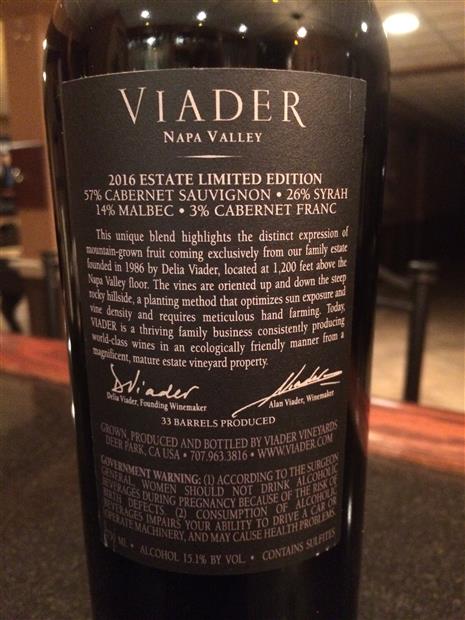 VIADER
NAPA VALLEY
2016 ESTATE LIMITED EDITION
57% CABERNET SAUVIGNON • 26% SYRAH
14% MALBEC • 3% CABERNET FRANC
This unique blend highlights the distinct expression of
mountain-grown fruit coming exclusively from our family estate
founded in 1986 by Delia Viader, located at 1,200 feet above the
Napa Valley floor. The vines are oriented up and down the steep
rocky hillside, a planting method that optimizes sun exposure and
vine density and requires meticulous hand farming. Today,
VIADER is a thriving family business consistently producing
world-class wines in an ecologically friendly manner from a
magnificent, mature estate vineyard property.
DViader
Delia Viader, Founding Winemaker
AViader
Alan Viader, Winemaker
33 BARRELS PRODUCED
GROWN, PRODUCED AND BOTTLED BY VIADER VINEYARDS
DEER PARK, CA USA • 707.963.3816 • WWW.VIADER.COM
GOVERNMENT WARNING: (1) ACCORDING TO THE SURGEON
GENERAL, WOMEN SHOULD NOT DRINK ALCOHOLIC
BEVERAGES DURING PREGNANCY BECAUSE OF THE RISK OF
BIRTH DEFECTS. (2) CONSUMPTION OF ALCOHOLIC
BEVERAGES IMPAIRS YOUR ABILITY TO DRIVE A CAR OR
OPERATE MACHINERY, AND MAY CAUSE HEALTH PROBLEMS.
ML • ALCOHOL 15.1% BY VOL. • CONTAINS SULFITES